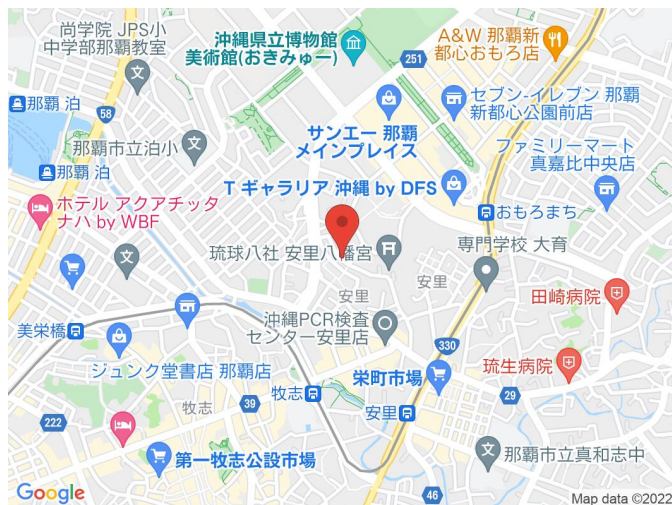 尚学院 JPS小
中学部那覇教室
沖縄県立博物館
美術館(おきみゅー)
A&W 那覇新
都心おもろ店
251
那覇 泊
58
セブン-イレブン 那覇
新都心公園前店
サンエー 那覇
メインプレイス
那覇市立泊小
ファミリーマート
真嘉比中央店
那覇 泊
T ギャラリア 沖縄 by DFS
ホテル アクアチッタ
ナハ by WBF
おもろまち
琉球八社 安里八幡宮
専門学校 大育
安里
安里
田崎病院
沖縄PCR検査
センター安里店
美栄橋
330
琉生病院
ジュンク堂書店 那覇店
栄町市場
牧志
29
牧志
39
安里
222
第一牧志公設市場
那覇市立真和志中
46
Google
Map data ©2022